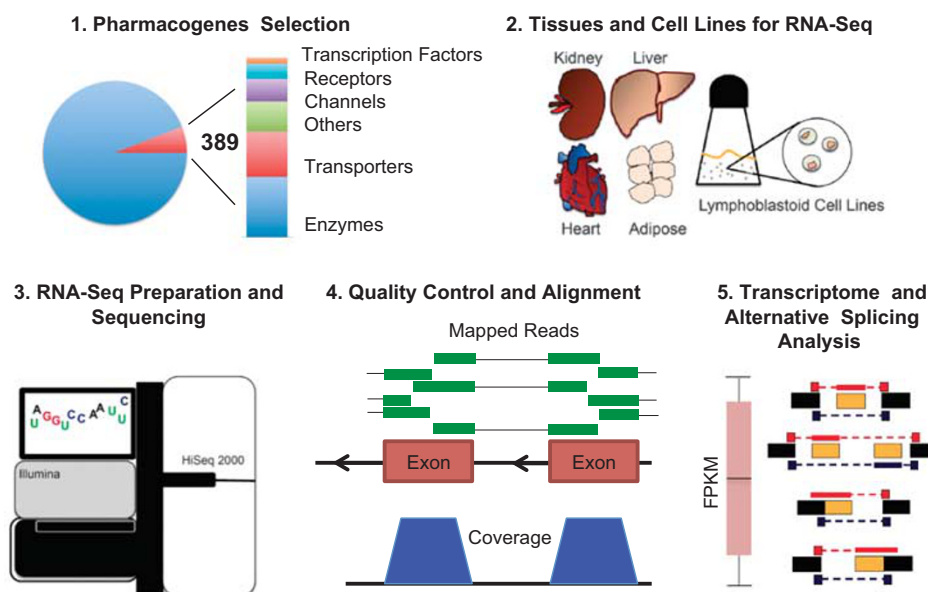 1. Pharmacogenes Selection
389
Transcription Factors
Receptors
Channels
Others
Transporters
Enzymes
2. Tissues and Cell Lines for RNA-Seq
Kidney
Liver
Heart
Adipose
Lymphoblastoid Cell Lines
3. RNA-Seq Preparation and
Sequencing
UAGGUCCAAUUC
Illumina
HiSeq 2000
4. Quality Control and Alignment
Mapped Reads
Exon
Exon
Coverage
5. Transcriptome and
Alternative Splicing
Analysis
FPKM